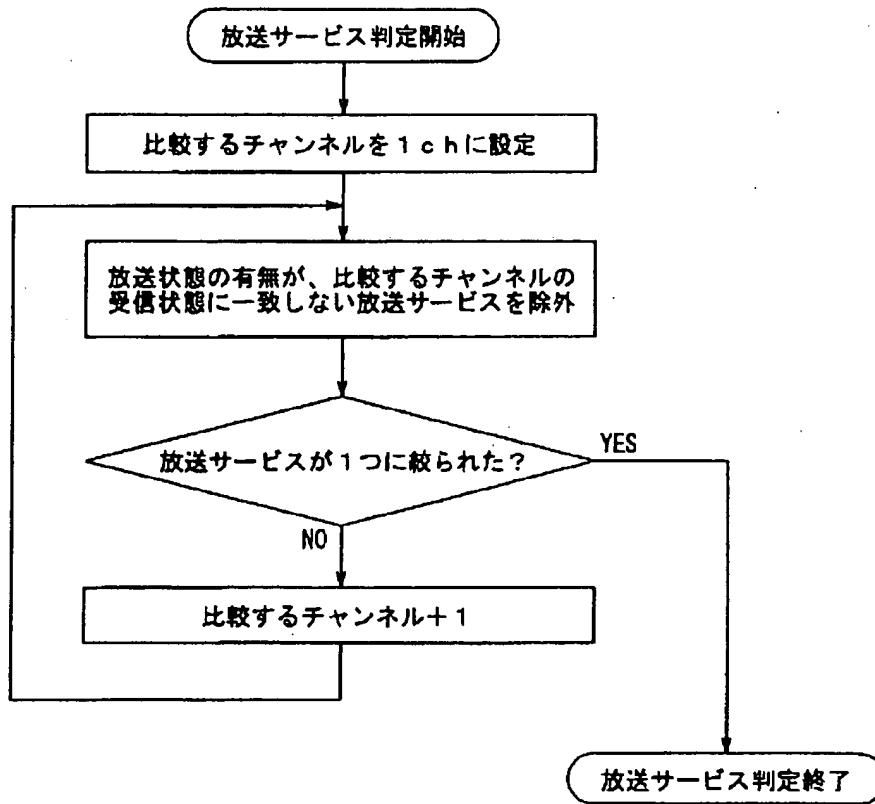 放送サービス判定開始
比較するチャンネルを1chに設定
放送状態の有無が、比較するチャンネルの
受信状態に一致しない放送サービスを除外
放送サービスが1つに絞られた?
YES
NO
比較するチャンネル+1
放送サービス判定終了